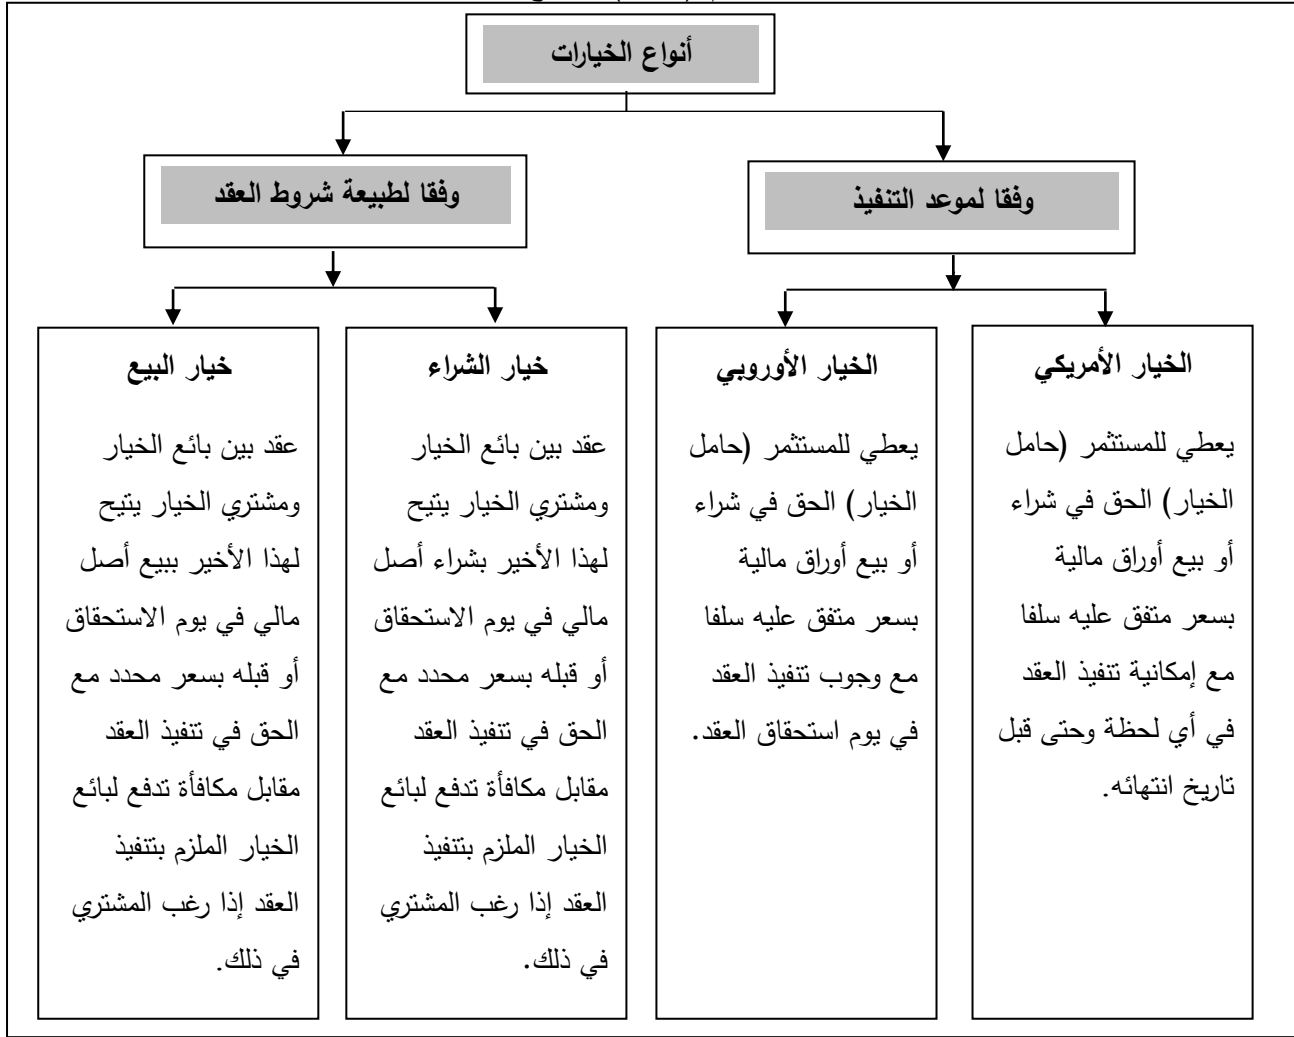 أنواع الخيارات
وفقا لموعد التنفيذ
وفقا لطبيعة شروط العقد
الخيار الأمريكي
يعطي للمستثمر (حامل
الخيار) الحق في شراء
أو بيع أوراق مالية
بسعر متفق عليه سلفا
مع إمكانية تنفيذ العقد
في أي لحظة وحتى قبل
تاريخ انتهائه.
الخيار الأوروبي
يعطي للمستثمر (حامل
الخيار) الحق في شراء
أو بيع أوراق مالية
بسعر متفق عليه سلفا
مع وجوب تنفيذ العقد
في يوم استحقاق العقد.
خيار الشراء
عقد بين بائع الخيار
ومشتري الخيار يتيح
لهذا الأخير بشراء أصل
مالي في يوم الاستحقاق
أو قبله بسعر محدد مع
الحق في تنفيذ العقد
مقابل مكافأة تدفع لبائع
الخيار الملزم بتنفيذ
العقد إذا رغب المشتري
في ذلك.
خيار البيع
عقد بين بائع الخيار
ومشتري الخيار يتيح
لهذا الأخير ببيع أصل
مالي في يوم الاستحقاق
أو قبله بسعر محدد مع
الحق في تنفيذ العقد
مقابل مكافأة تدفع لبائع
الخيار الملزم بتنفيذ
العقد إذا رغب المشتري
في ذلك.